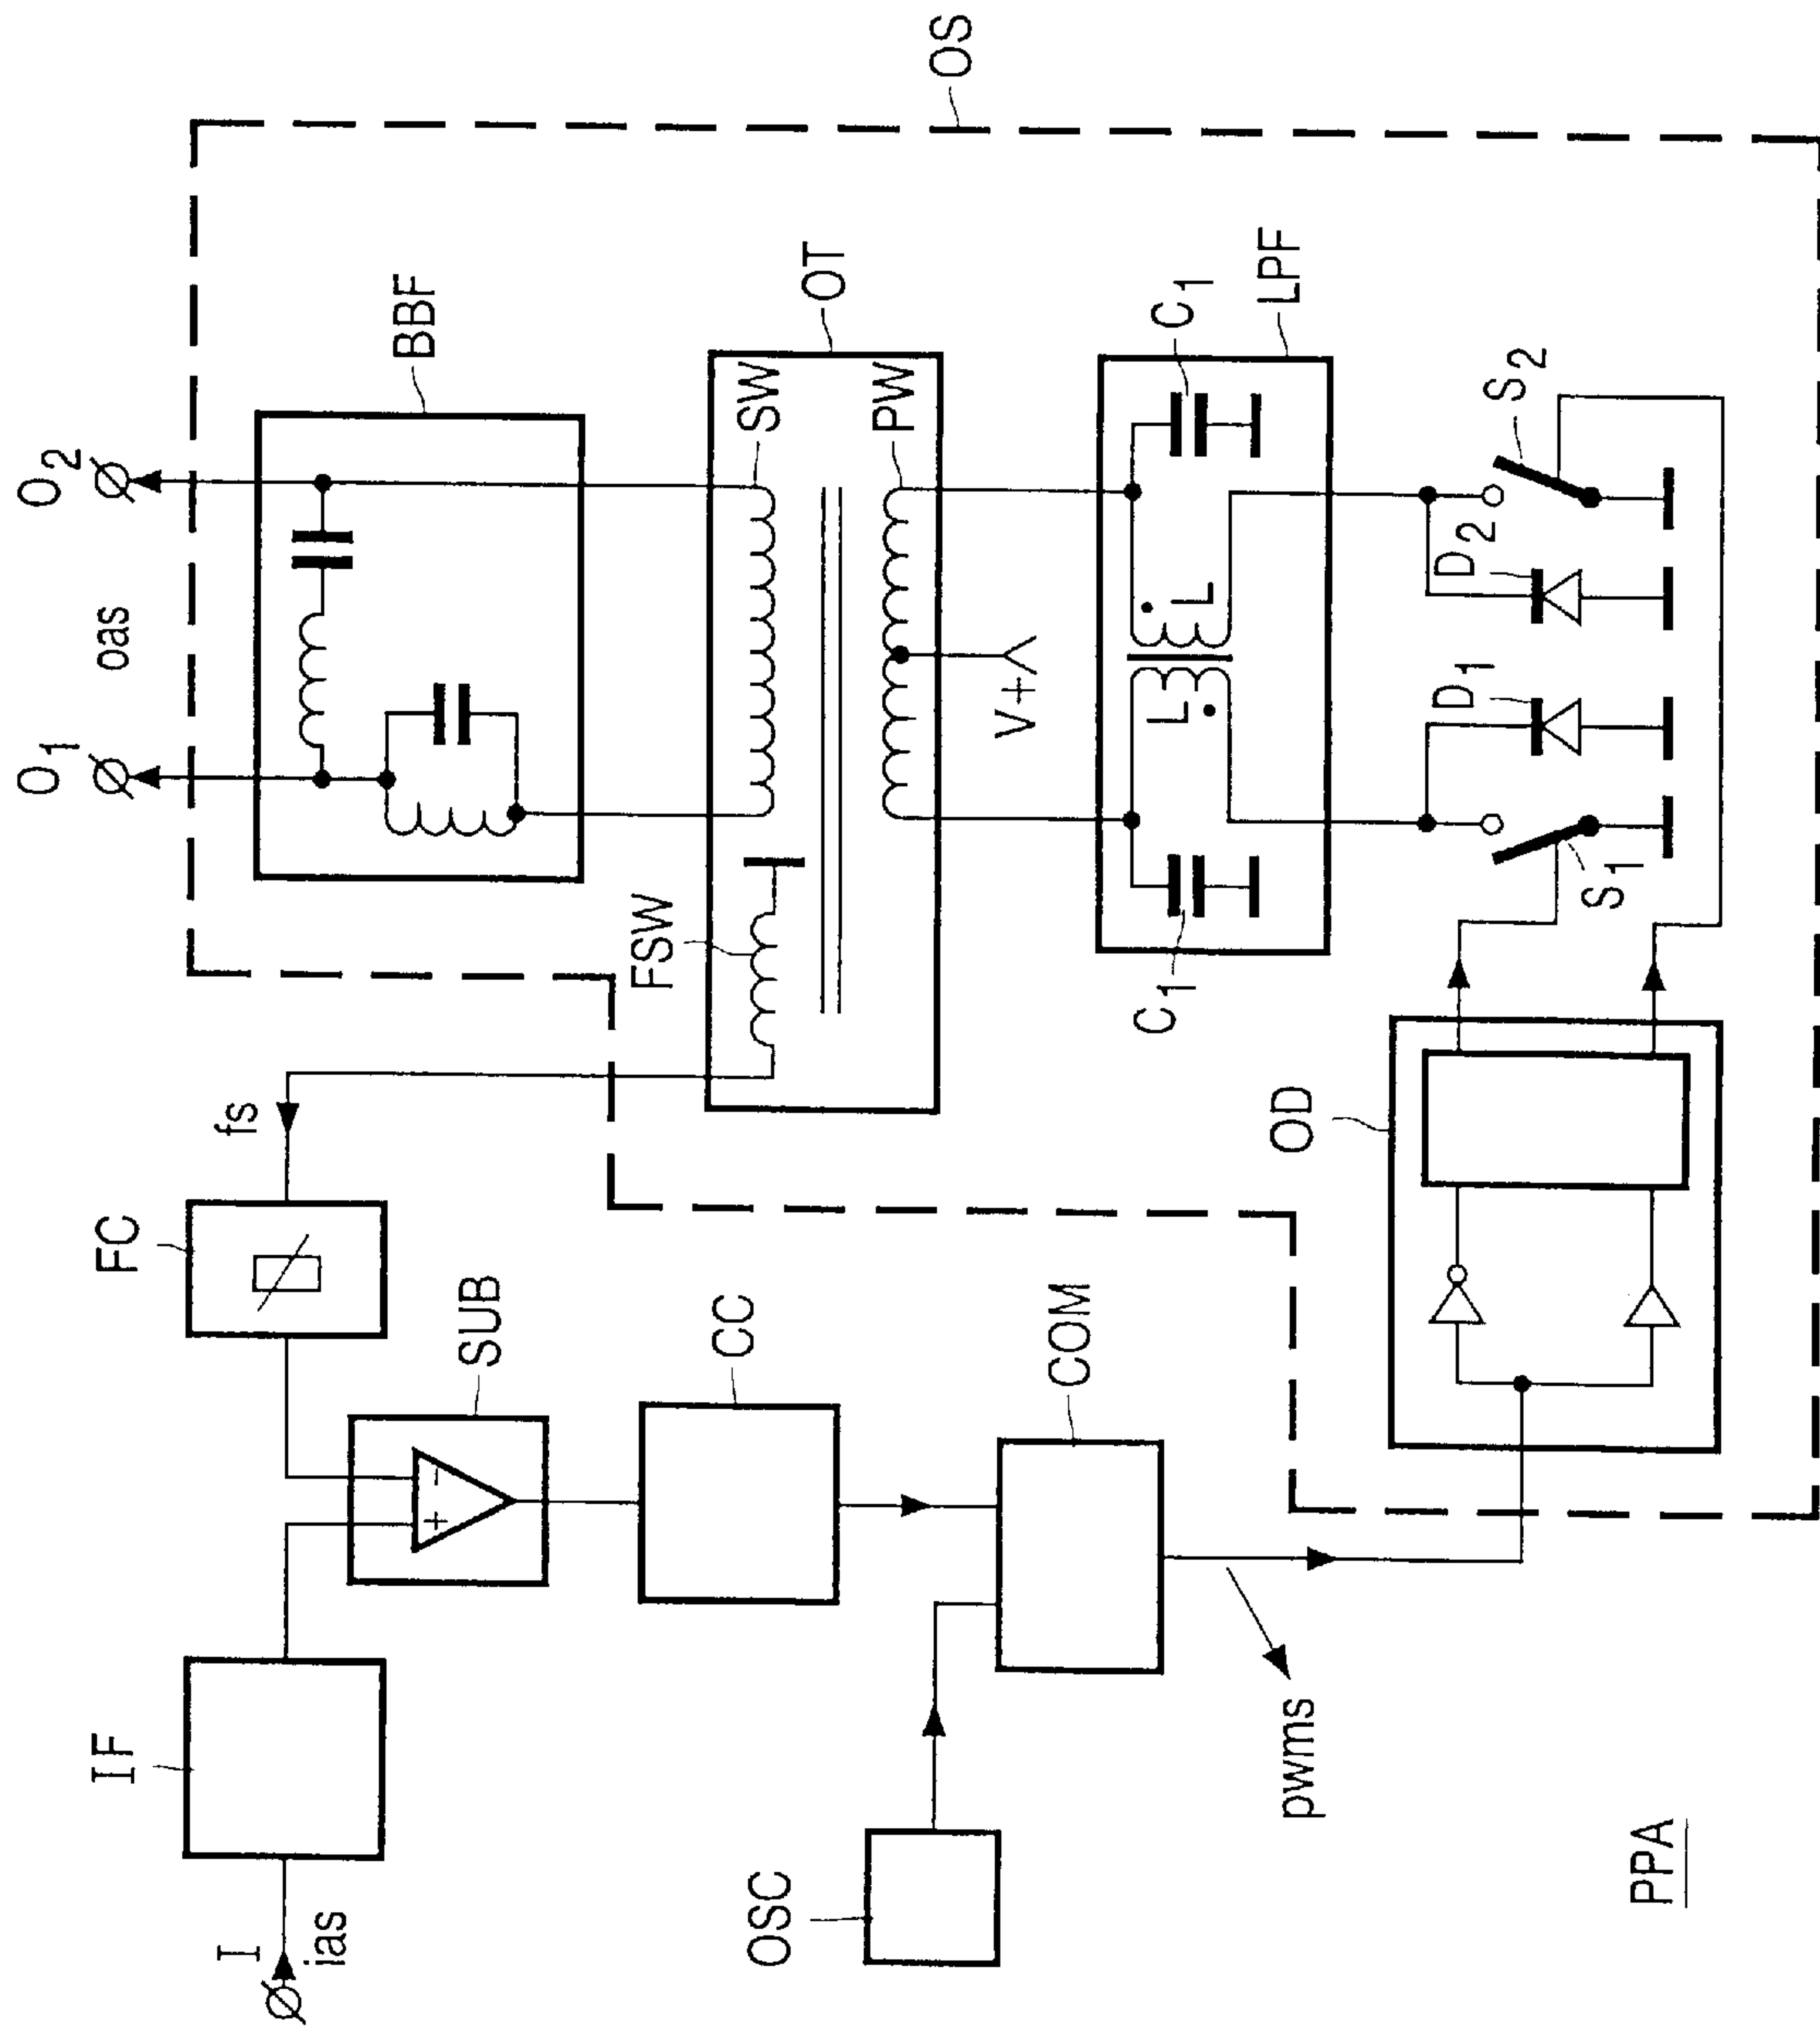 I
ias
IF
FC
fs
SUB
+
-
CC
OSC
COM
pwms
PPA
OS
O1
oas
O2
BBF
OT
FSW
SW
PW
V+
LPF
C1
C1
L
L
OD
S1
D1
D2
S2